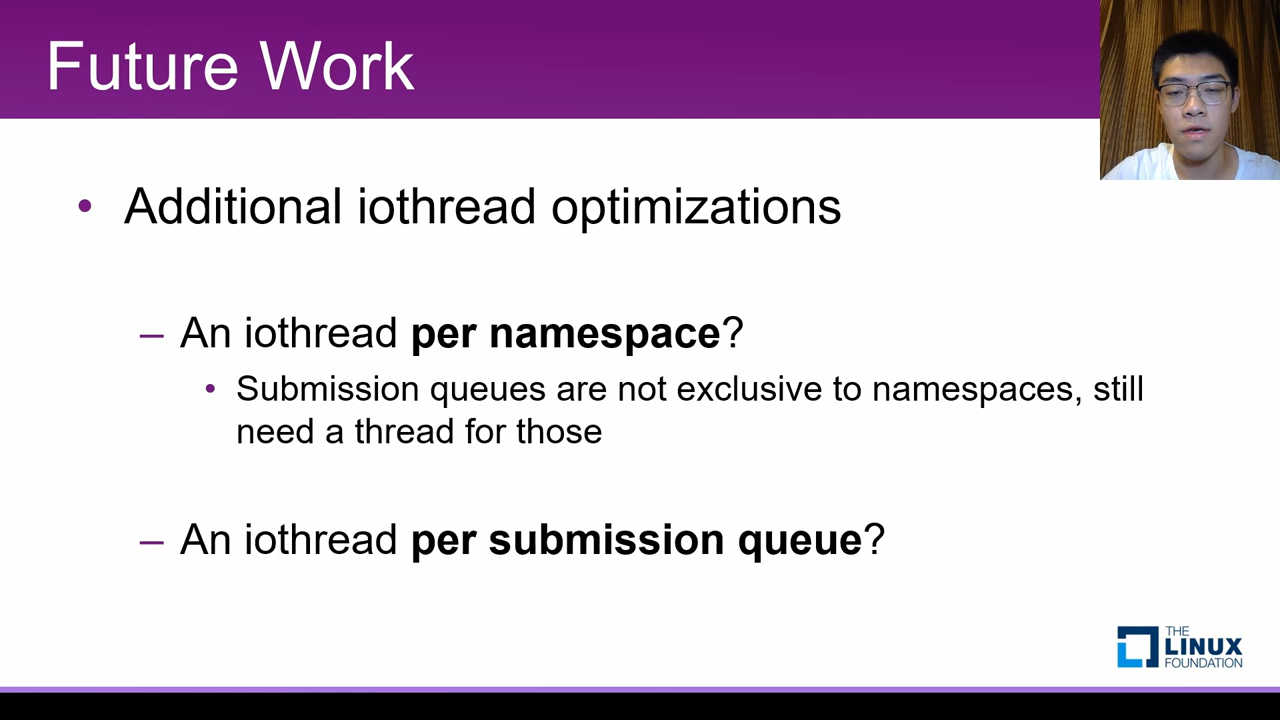 Future Work
• Additional iothread optimizations
– An iothread per namespace?
• Submission queues are not exclusive to namespaces, still
need a thread for those
– An iothread per submission queue?
THE
LINUX
FOUNDATION